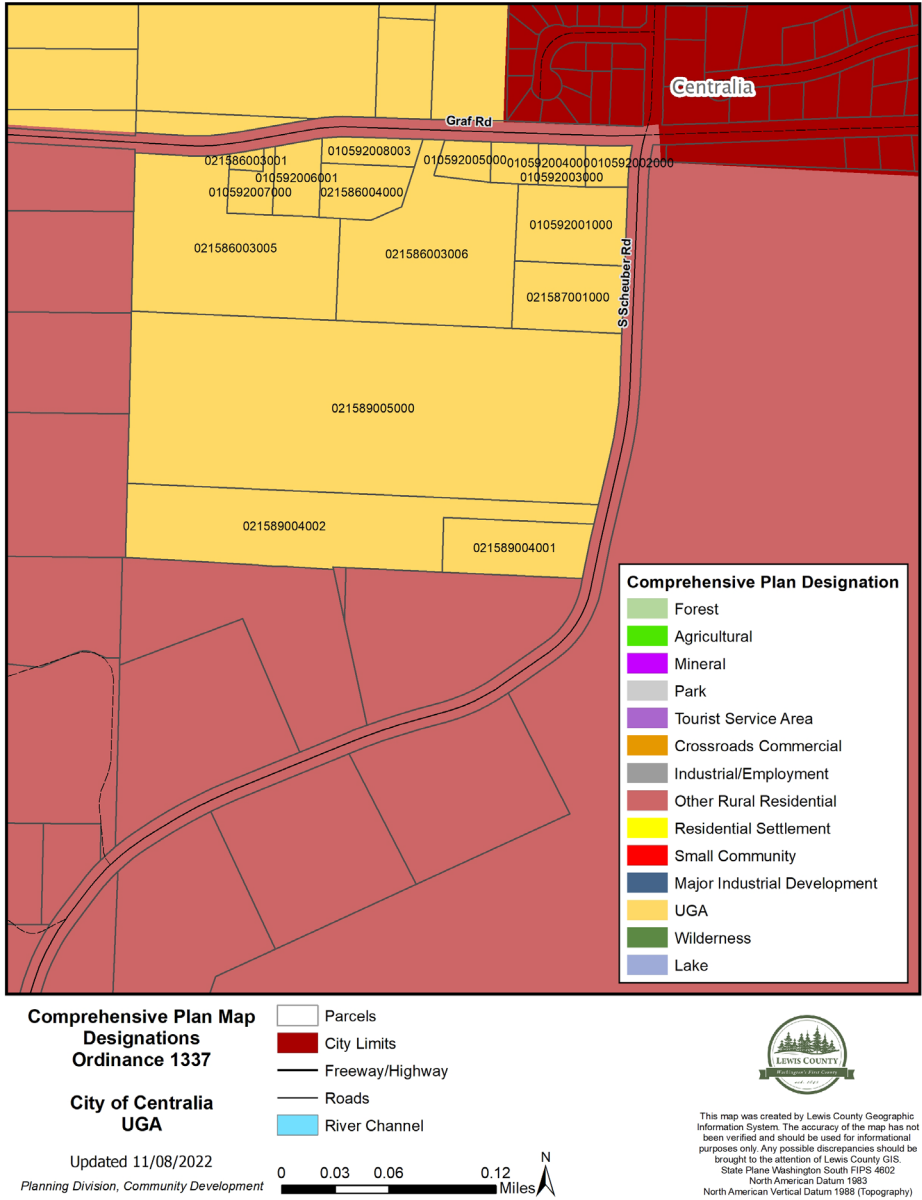 Graf Rd
Centralia
021586003001
010592008003
010592005000
010592004000
010592002000
010592006001
010592003000
010592007000
021586004000
010592001000
021586003005
021586003006
S Scheuber Rd
021587001000
021589005000
021589004002
021589004001
Comprehensive Plan Designation
Forest
Agricultural
Mineral
Park
Tourist Service Area
Crossroads Commercial
Industrial/Employment
Other Rural Residential
Residential Settlement
Small Community
Major Industrial Development
UGA
Wilderness
Lake
Comprehensive Plan Map
Designations
Ordinance 1337
City of Centralia
UGA
Updated 11/08/2022
Planning Division, Community Development
Parcels
City Limits
Freeway/Highway
Roads
River Channel
0 0.03 0.06 0.12
Miles
N
LEWIS COUNTY
Washington's First County
This map was created by Lewis County Geographic
Information System. The accuracy of the map has not
been verified and should be used for informational
purposes only. Any possible discrepancies should be
brought to the attention of Lewis County GIS.
State Plane Washington South FIPS 4602
North American Datum 1983
North American Vertical Datum 1988 (Topography)